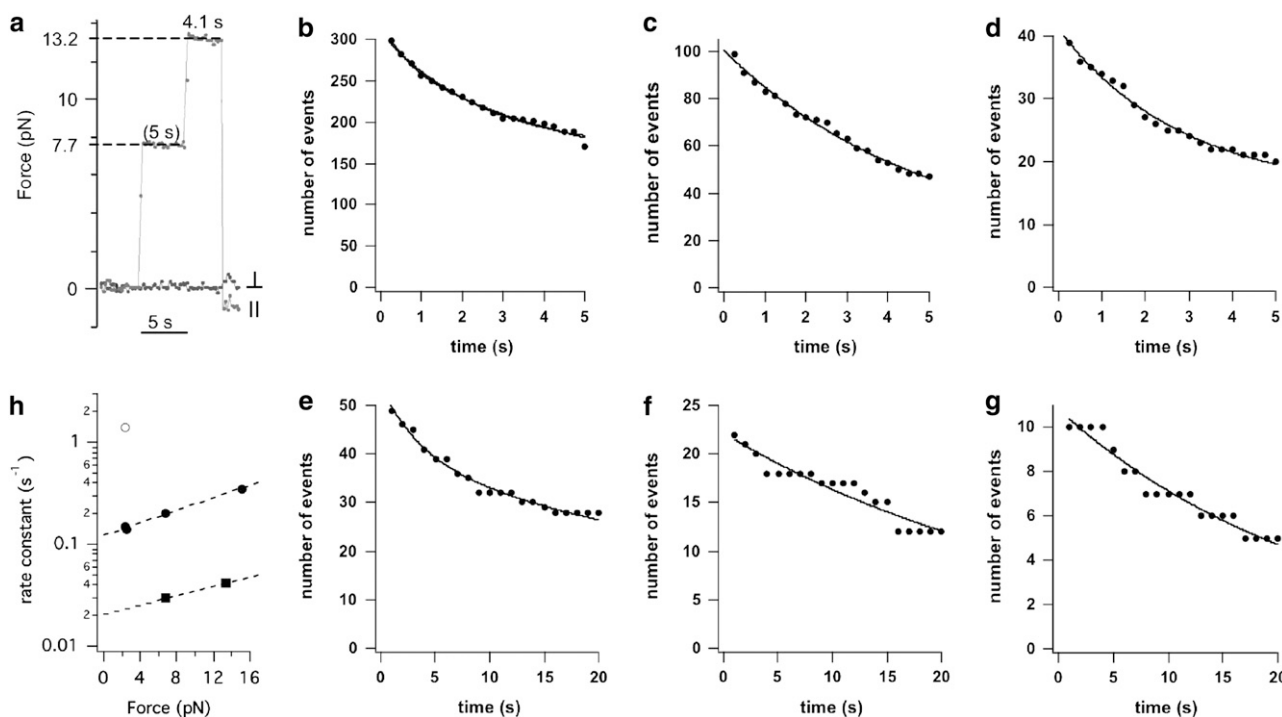 a
Force (pN)
13.2
10
7.7
0
4.1 s
(5 s)
5 s
⊥
||
b
number of events
300
250
200
150
100
50
0
0 1 2 3 4 5
time (s)
c
number of events
100
80
60
40
20
0
0 1 2 3 4 5
time (s)
d
number of events
40
30
20
10
0
0 1 2 3 4 5
time (s)
h
rate constant (s⁻¹)
2
1
6
4
2
0.1
6
4
2
0.01
0 4 8 12 16
Force (pN)
e
number of events
50
40
30
20
10
0
0 5 10 15 20
time (s)
f
number of events
25
20
15
10
5
0
0 5 10 15 20
time (s)
g
number of events
10
8
6
4
2
0
0 5 10 15 20
time (s)